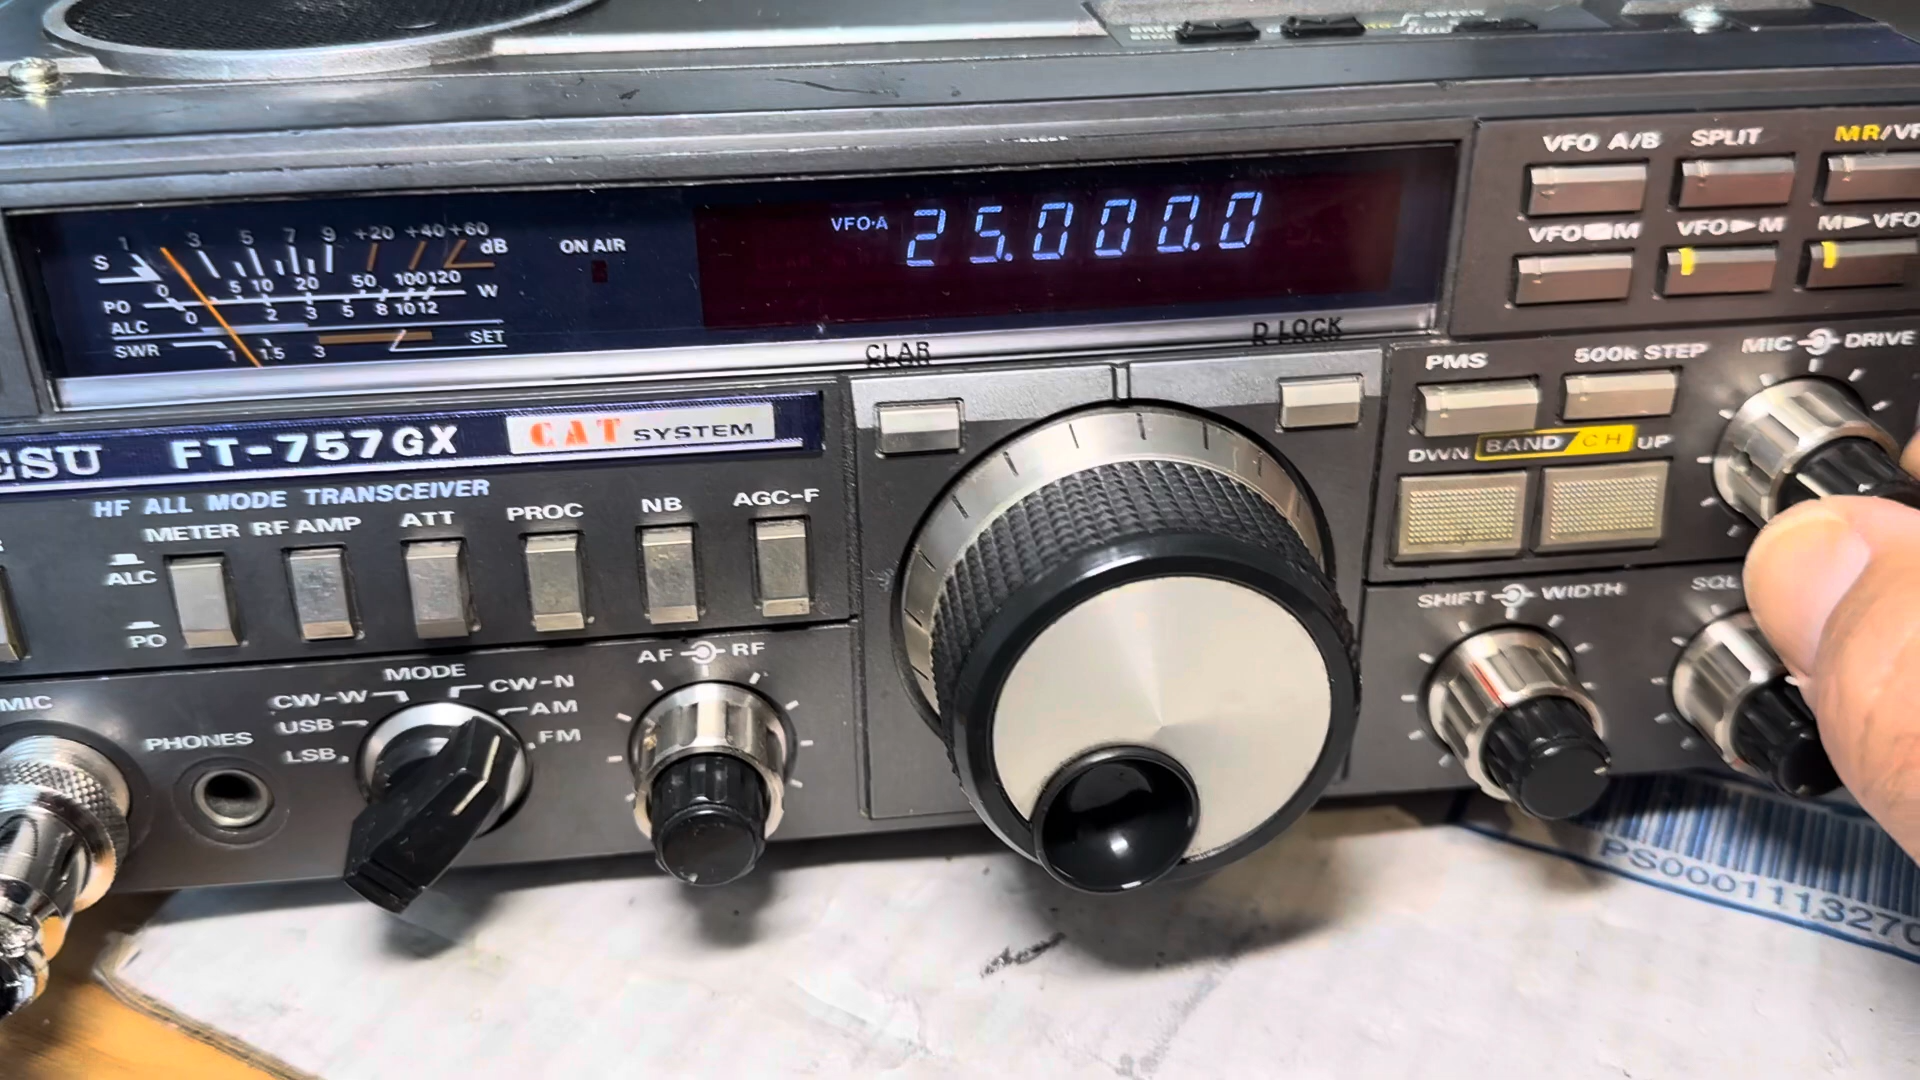 VFO A/B SPLIT MR/VF
VFO M VFO►M M►VFO
1 3 5 7 9 +20 +40 +60 dB
S
ON AIR
VFO·A 25.000.0
0 5 10 20 50 100 120 W
PO
0 2 3 5 8 10 12
ALC
SWR 1 1.5 3 SET
CLAR D LOCK
PMS 500k STEP MIC DRIVE
ESU FT-757GX CAT SYSTEM
DWN BAND/CH UP
HF ALL MODE TRANSCEIVER
METER RF AMP ATT PROC NB AGC-F
ALC
PO
SHIFT WIDTH SQL
MIC PHONES MODE AF RF
CW-W CW-N
USB AM
LSB FM
PS0001113270